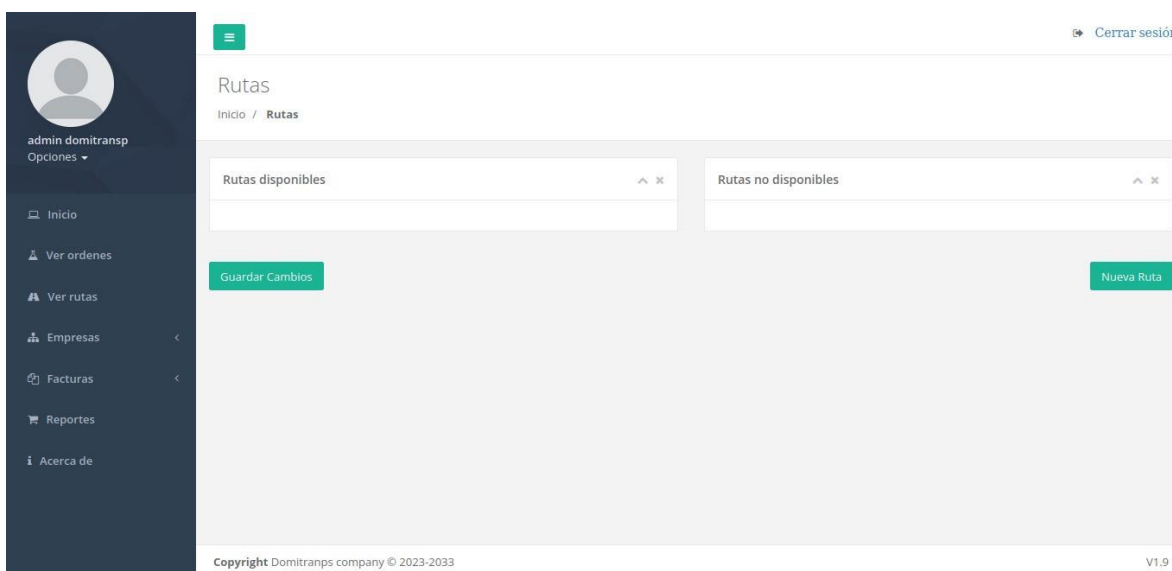 Cerrar sesión
Rutas
Inicio / Rutas
admin domitransp
Opciones
Rutas disponibles
Rutas no disponibles
Inicio
Ver ordenes
Ver rutas
Empresas
Facturas
Reportes
Acerca de
Guardar Cambios
Nueva Ruta
Copyright Domitranps company © 2023-2033
V1.9